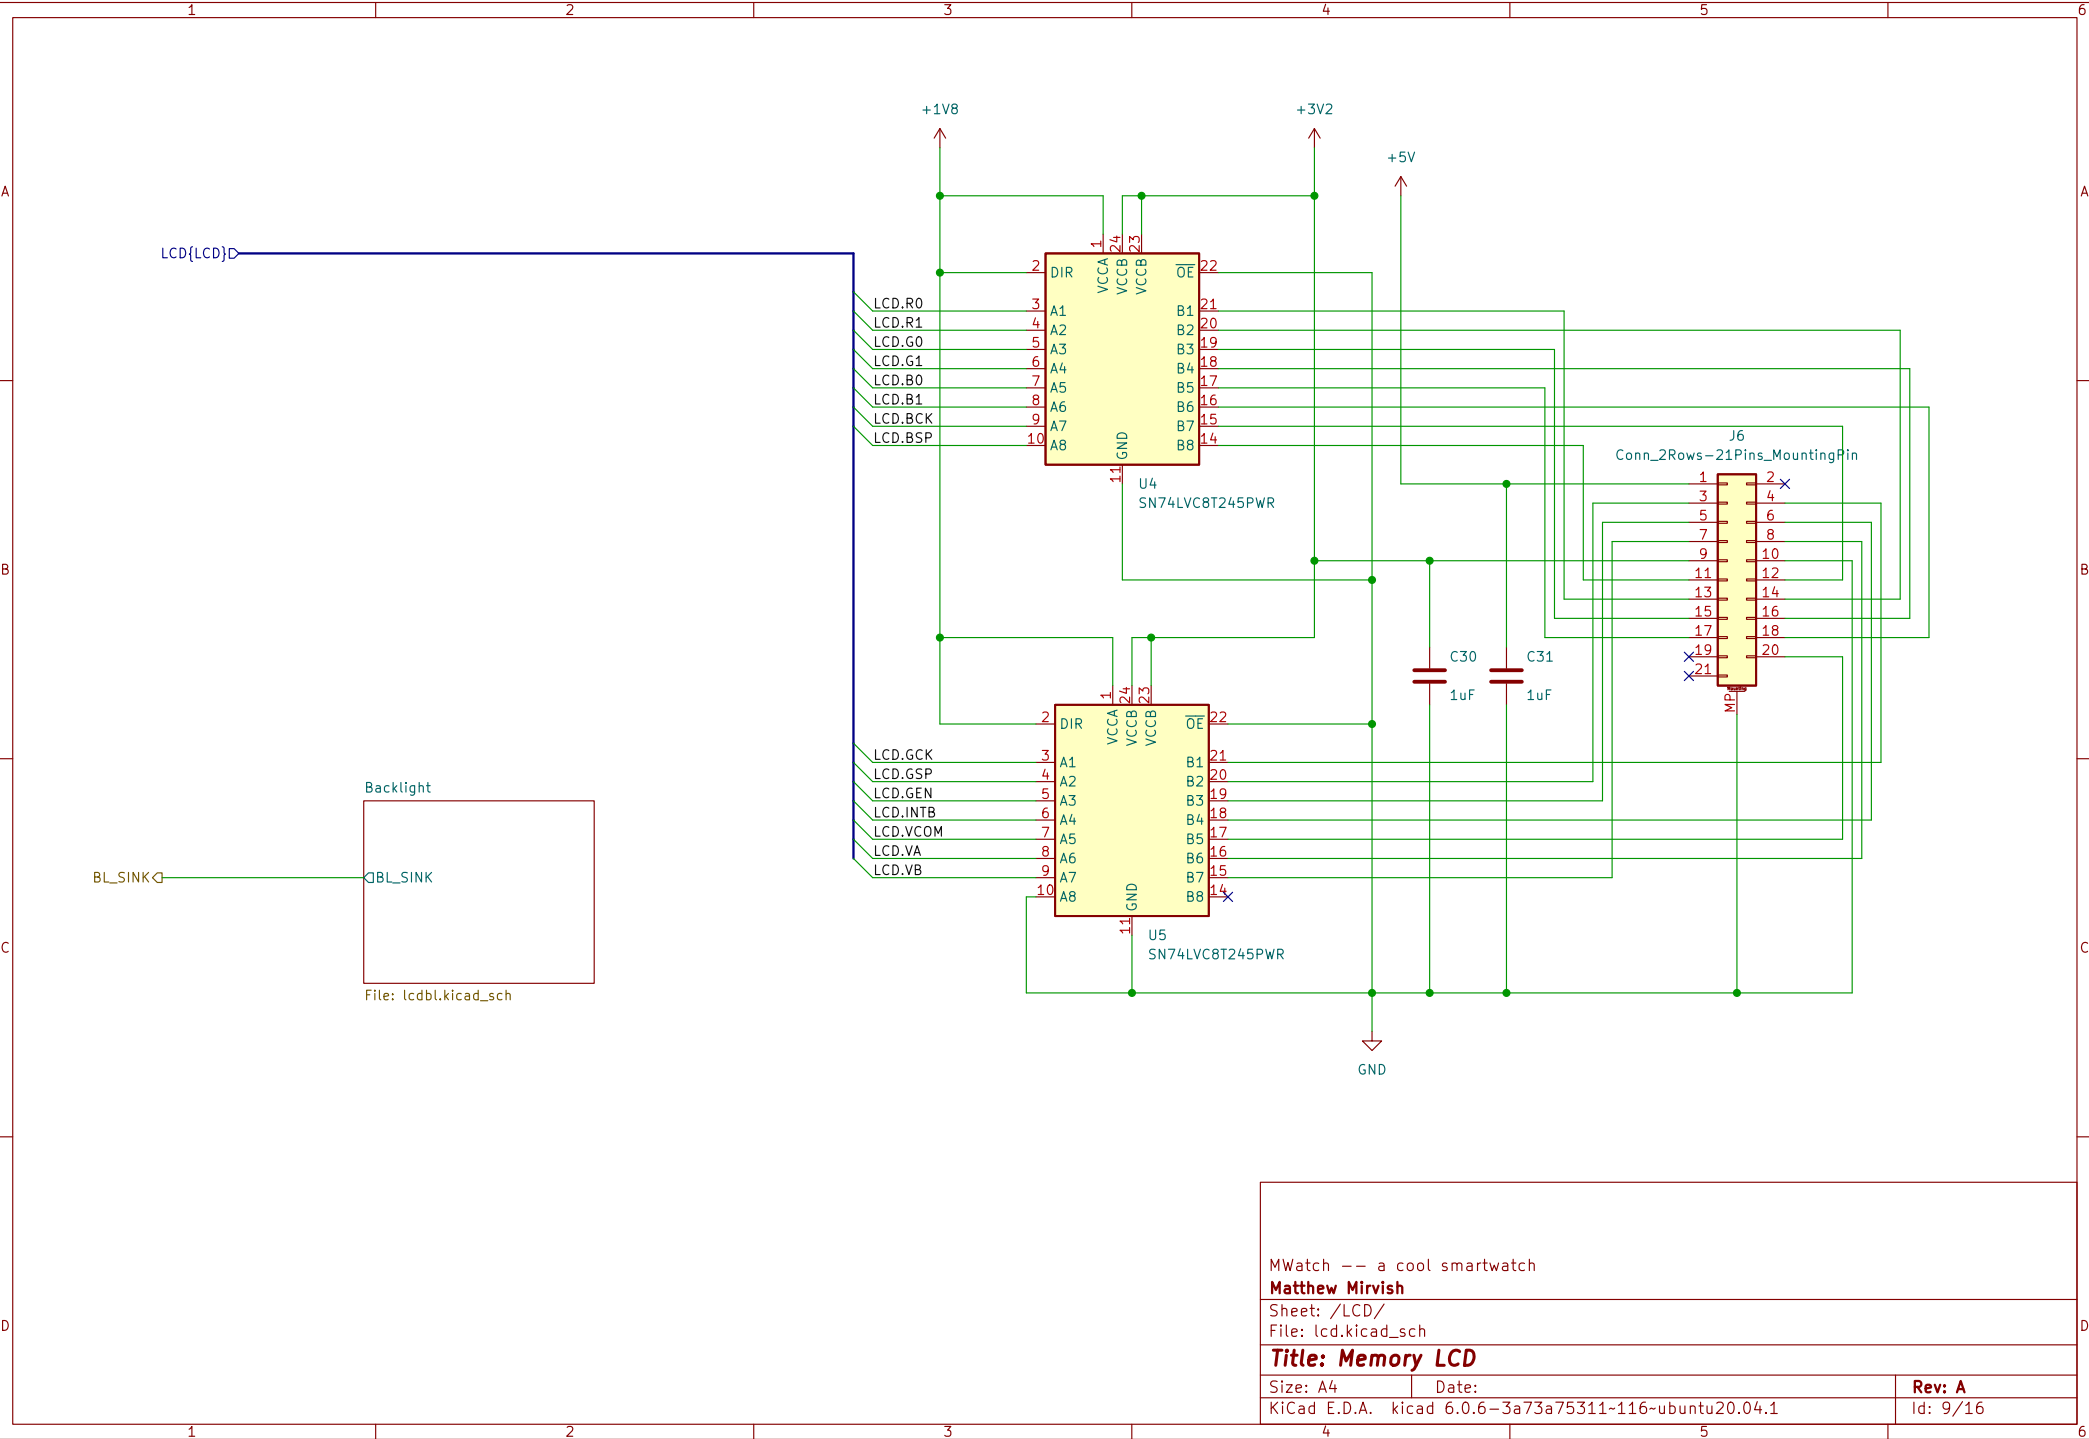 1 2 3 4 5 6
+1V8
+3V2
+5V
A A
LCD{LCD}
1 24 23
VCCA VCCB VCCB
2 DIR OE 22
LCD.R0 3 A1 B1 21
LCD.R1 4 A2 B2 20
LCD.G0 5 A3 B3 19
LCD.G1 6 A4 B4 18
LCD.B0 7 A5 B5 17
LCD.B1 8 A6 B6 16
LCD.BCK 9 A7 B7 15
LCD.BSP 10 A8 B8 14
GND
11
U4
SN74LVC8T245PWR
J6
Conn_2Rows-21Pins_MountingPin
1 2
3 4
5 6
7 8
9 10
11 12
13 14
15 16
17 18
19 20
21
MP
B B
C30
1uF
C31
1uF
1 24 23
VCCA VCCB VCCB
2 DIR OE 22
LCD.GCK 3 A1 B1 21
LCD.GSP 4 A2 B2 20
LCD.GEN 5 A3 B3 19
LCD.INTB 6 A4 B4 18
LCD.VCOM 7 A5 B5 17
LCD.VA 8 A6 B6 16
LCD.VB 9 A7 B7 15
10 A8 B8 14
GND
11
U5
SN74LVC8T245PWR
Backlight
BL_SINK BL_SINK
File: lcdbl.kicad_sch
C C
GND
MWatch -- a cool smartwatch
Matthew Mirvish
Sheet: /LCD/
File: lcd.kicad_sch
D D
Title: Memory LCD
Size: A4 Date: Rev: A
KiCad E.D.A. kicad 6.0.6-3a73a75311~116~ubuntu20.04.1 Id: 9/16
1 2 3 4 5 6